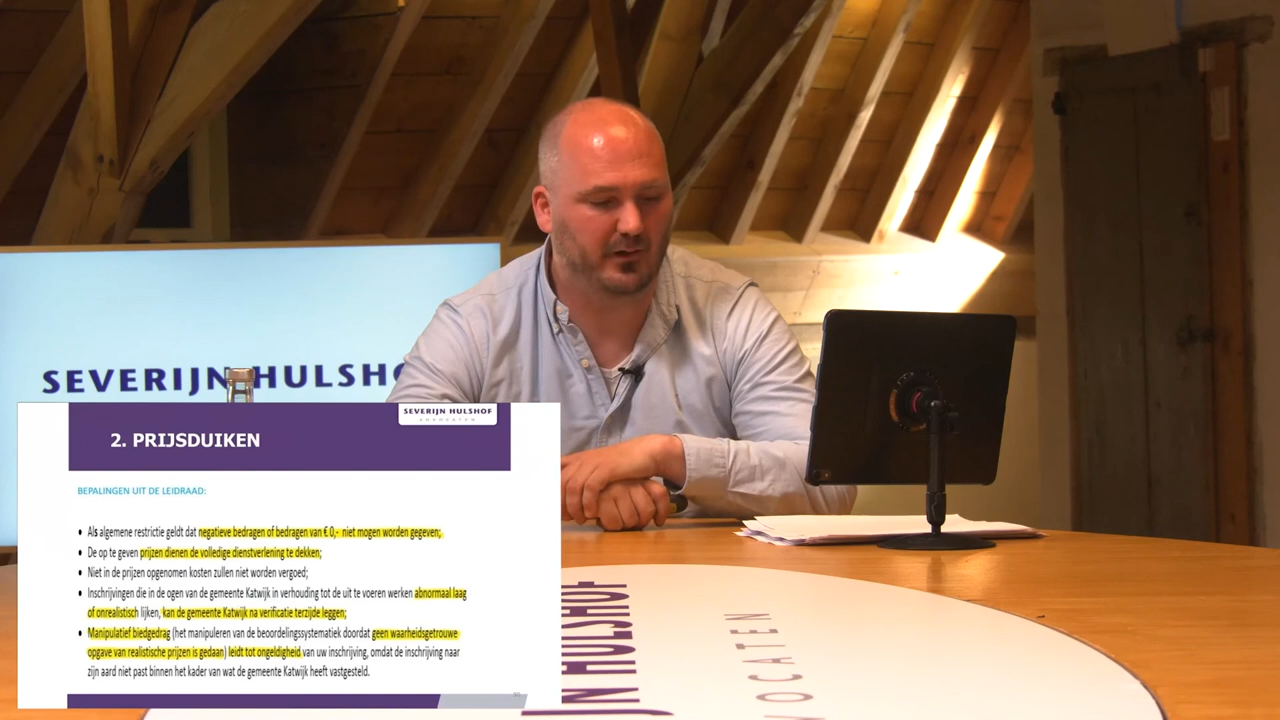 SEVERIJN HULSHO
SEVERIJN HULSHOF
ADVOCATEN
2. PRIJSDUIKEN
BEPALINGEN UIT DE LEIDRAAD:
• Als algemene restrictie geldt dat negatieve bedragen of bedragen van € 0,- niet mogen worden gegeven;
• De op te geven prijzen dienen de volledige dienstverlening te dekken;
• Niet in de prijzen opgenomen kosten zullen niet worden vergoed;
• Inschrijvingen die in de ogen van de gemeente Katwijk in verhouding tot de uit te voeren werken abnormaal laag
of onrealistisch lijken, kan de gemeente Katwijk na verificatie terzijde leggen;
• Manipulatief biedgedrag (het manipuleren van de beoordelingssystematiek doordat geen waarheidsgetrouwe
opgave van realistische prijzen is gedaan) leidt tot ongeldigheid van uw inschrijving, omdat de inschrijving naar
zijn aard niet past binnen het kader van wat de gemeente Katwijk heeft vastgesteld.
JN HULSHOF
VOCATEN